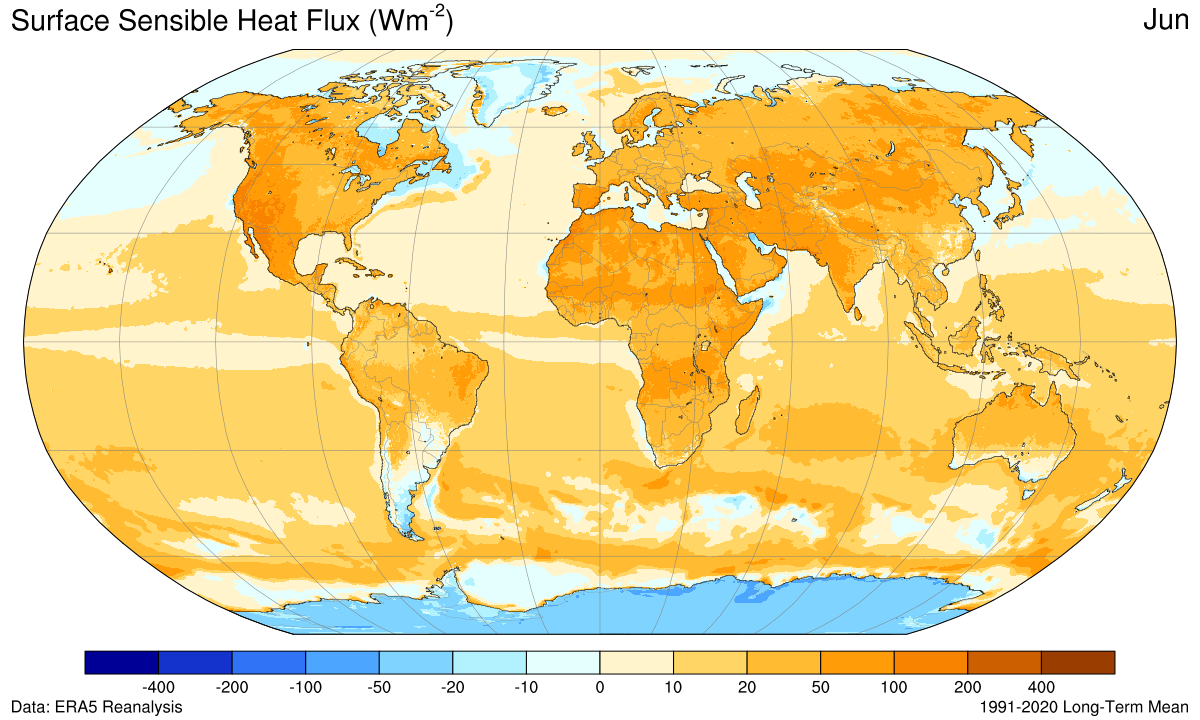 Surface Sensible Heat Flux (Wm-2)
Jun
-400 -200 -100 -50 -20 -10 0 10 20 50 100 200 400
Data: ERA5 Reanalysis
1991-2020 Long-Term Mean